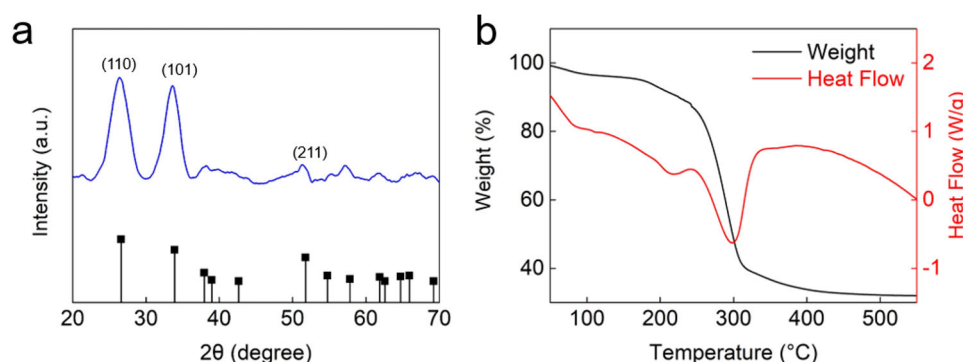 a
(110)
(101)
(211)
Intensity (a.u.)
20 30 40 50 60 70
2θ (degree)
b
Weight
Heat Flow
100
80
60
40
Weight (%)
2
1
0
-1
Heat Flow (W/g)
100 200 300 400 500
Temperature (°C)